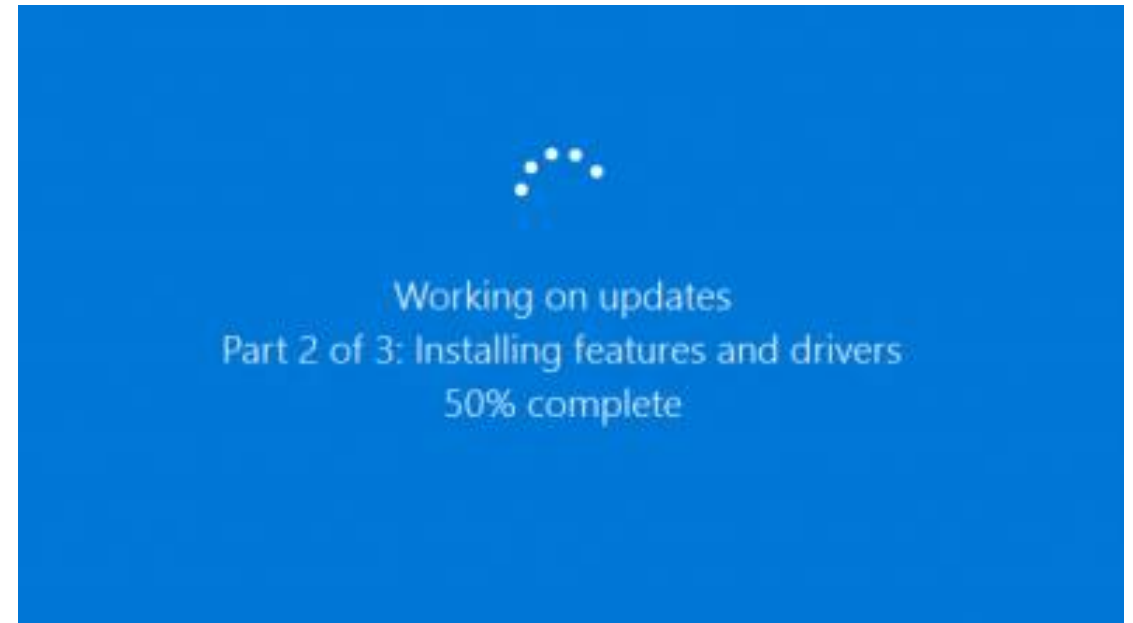 Working on updates
Part 2 of 3: Installing features and drivers
50% complete